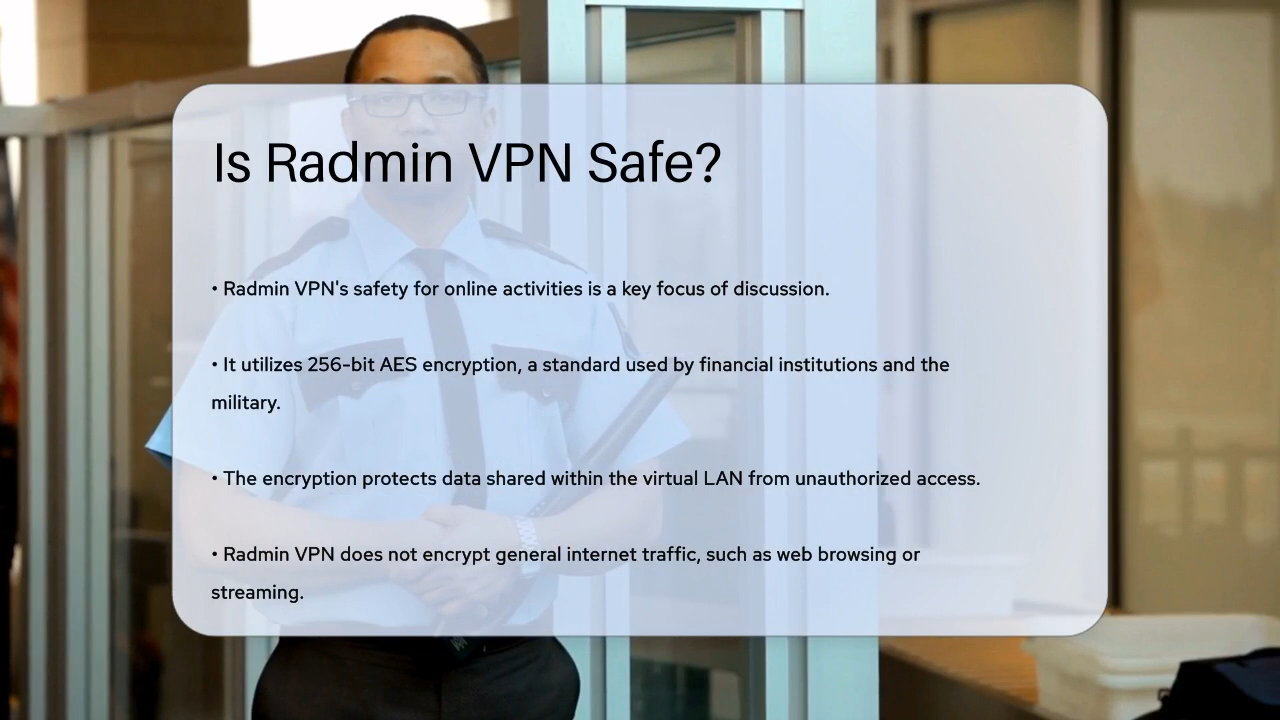 Is Radmin VPN Safe?
• Radmin VPN's safety for online activities is a key focus of discussion.
• It utilizes 256-bit AES encryption, a standard used by financial institutions and the
military.
• The encryption protects data shared within the virtual LAN from unauthorized access.
• Radmin VPN does not encrypt general internet traffic, such as web browsing or
streaming.